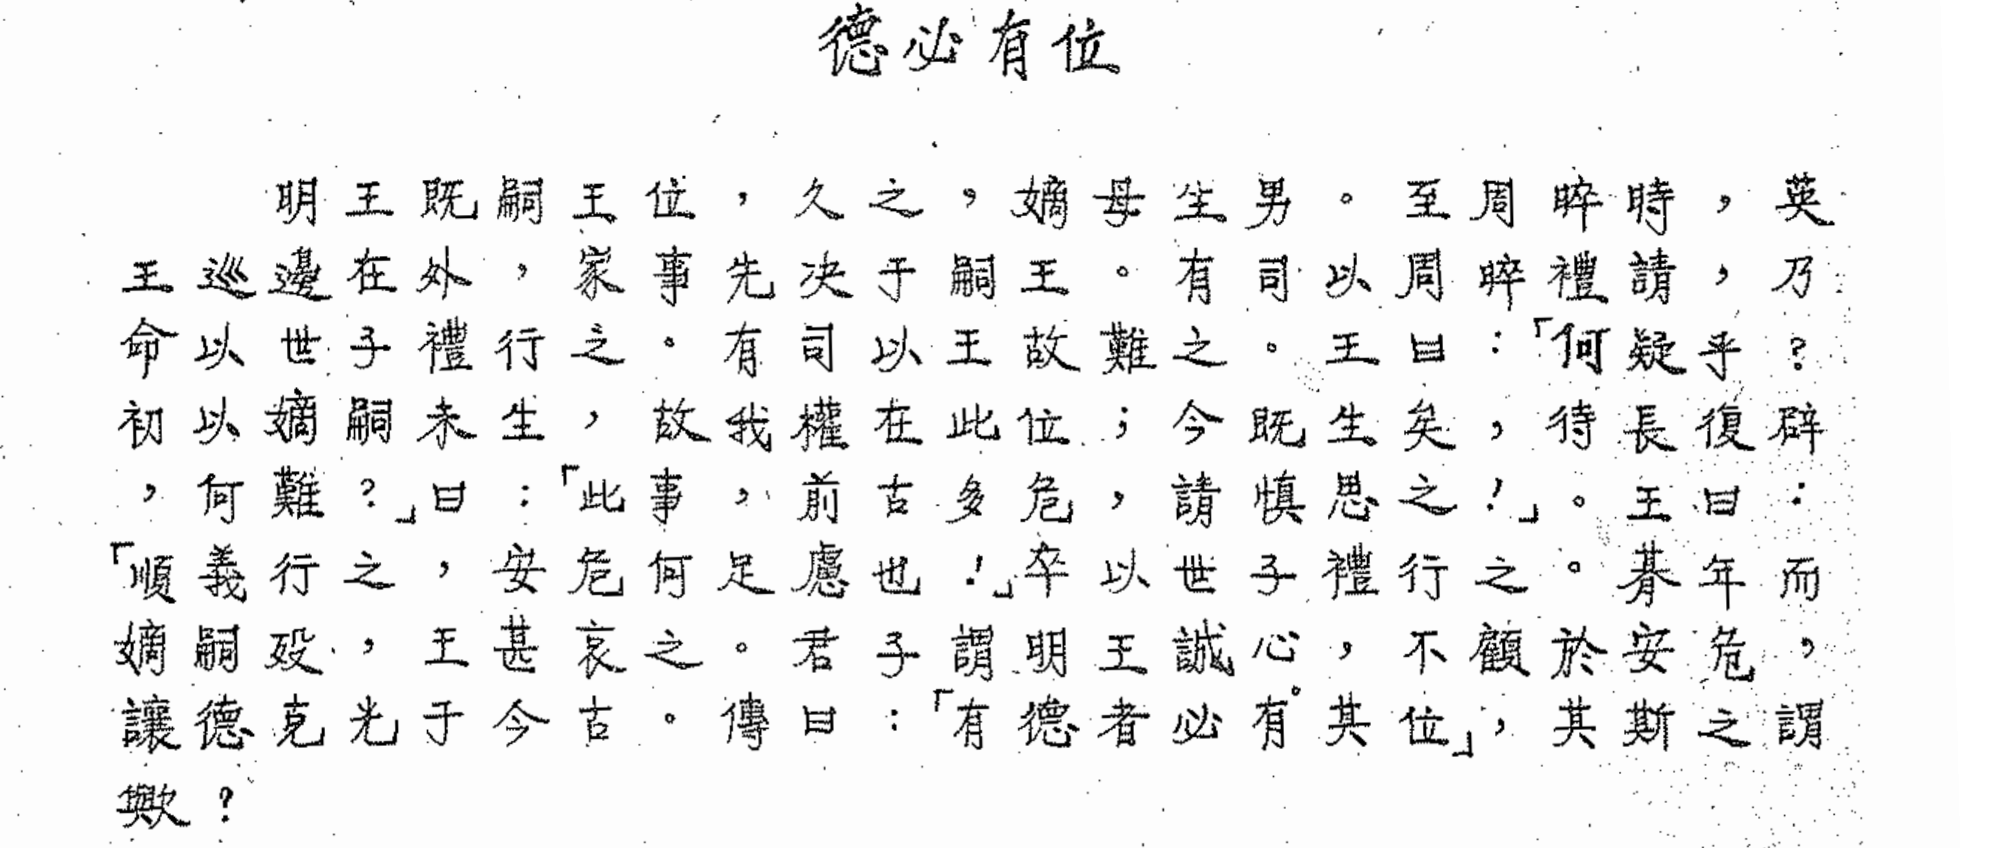 德必有位
明王既嗣王位，久之，嫡母生男。至周晬時，英
王巡邊在外，家事先決于嗣王。有司以周晬禮請，乃
命以世子禮行之。有司以王故難之。王曰：「何疑乎？
初以嫡嗣未生，故我權在此位；今既生矣，待長復辟
，何難？」曰：「此事，前古多危，請慎思之！」。王曰：
「順義行之，安危何足慮也！」卒以世子禮行之。朞年而
嫡嗣歿，王甚哀之。君子謂明王誠心，不顧於安危，
讓德克光于今古。傳曰：「有德者必有其位」，其斯之謂
歟？